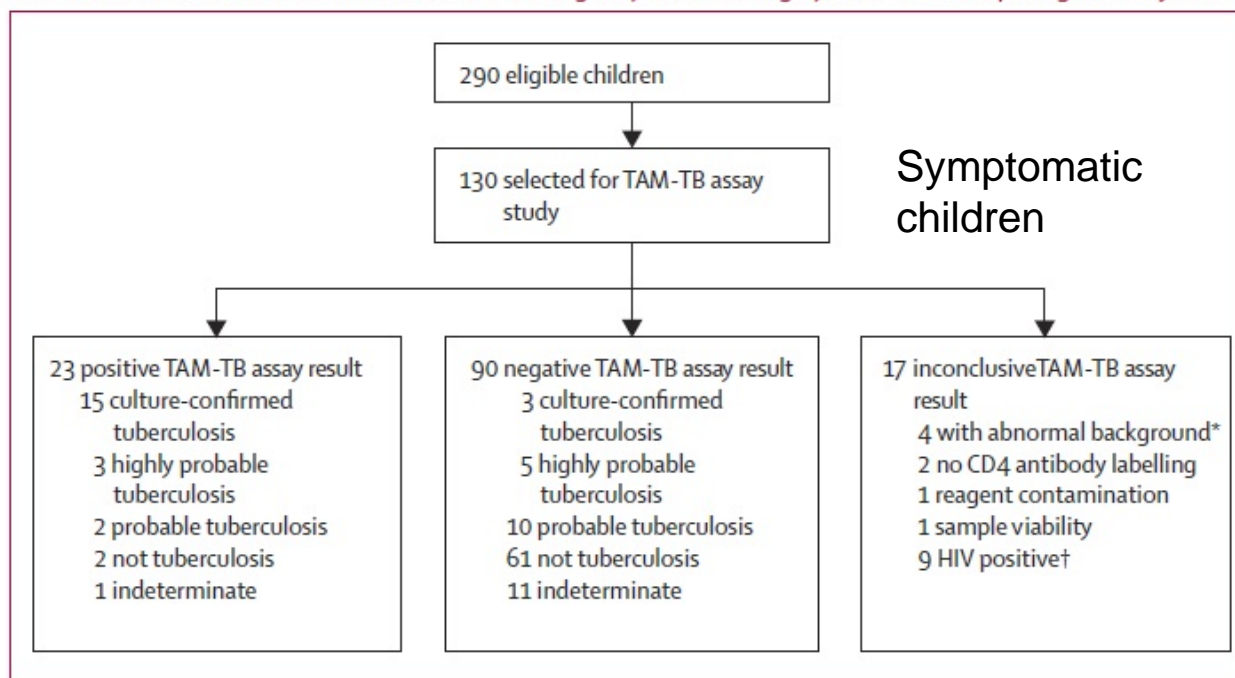 290 eligible children
130 selected for TAM-TB assay
study
Symptomatic
children
23 positive TAM-TB assay result
15 culture-confirmed
tuberculosis
3 highly probable
tuberculosis
2 probable tuberculosis
2 not tuberculosis
1 indeterminate
90 negative TAM-TB assay result
3 culture-confirmed
tuberculosis
5 highly probable
tuberculosis
10 probable tuberculosis
61 not tuberculosis
11 indeterminate
17 inconclusiveTAM-TB assay
result
4 with abnormal background*
2 no CD4 antibody labelling
1 reagent contamination
1 sample viability
9 HIV positive†